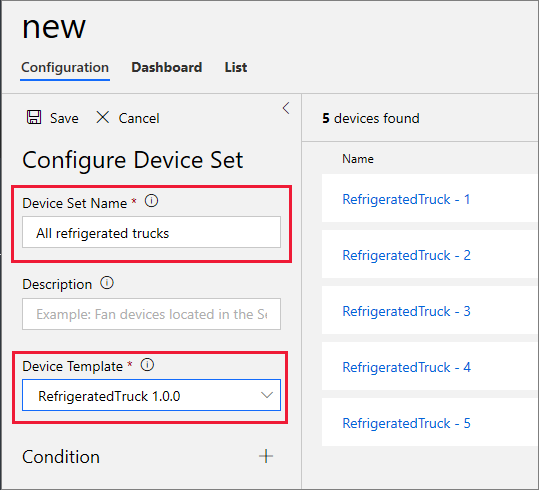 new
Configuration Dashboard List
Save Cancel
Configure Device Set
Device Set Name *
All refrigerated trucks
Description
Example: Fan devices located in the Se
Device Template *
RefrigeratedTruck 1.0.0
Condition
5 devices found
Name
RefrigeratedTruck - 1
RefrigeratedTruck - 2
RefrigeratedTruck - 3
RefrigeratedTruck - 4
RefrigeratedTruck - 5